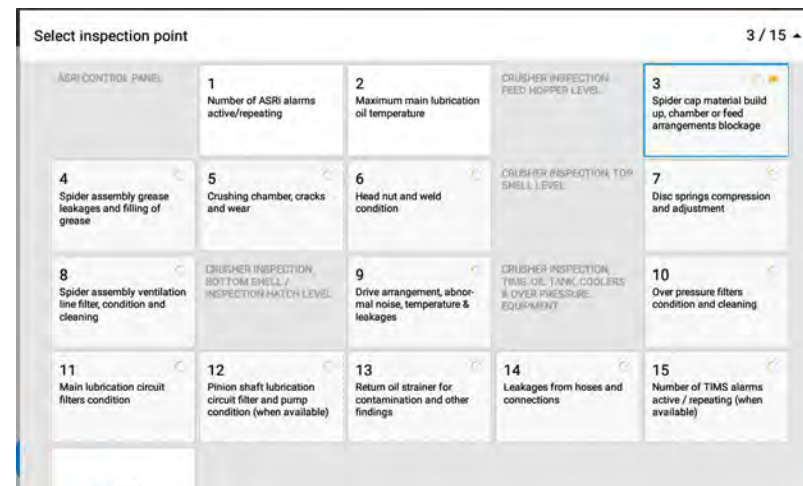 Select inspection point
3 / 15
ASRI CONTROL PANEL
1
Number of ASRi alarms
active/repeating
2
Maximum main lubrication
oil temperature
CRUSHER INSPECTION
FEED HOPPER LEVEL
3
Spider cap material build
up, chamber or feed
arrangements blockage
4
Spider assembly grease
leakages and filling of
grease
5
Crushing chamber, cracks
and wear
6
Head nut and weld
condition
CRUSHER INSPECTION, TOP
SHELL LEVEL
7
Disc springs compression
and adjustment
8
Spider assembly ventilation
line filter, condition and
cleaning
CRUSHER INSPECTION,
BOTTOM SHELL /
INSPECTION HATCH LEVEL
9
Drive arrangement, abnor-
mal noise, temperature &
leakages
CRUSHER INSPECTION,
TIMS, OIL TANK, COOLERS
& OVER PRESSURE
EQUIPMENT
10
Over pressure filters
condition and cleaning
11
Main lubrication circuit
filters condition
12
Pinion shaft lubrication
circuit filter and pump
condition (when available)
13
Return oil strainer for
contamination and other
findings
14
Leakages from hoses and
connections
15
Number of TIMS alarms
active / repeating (when
available)